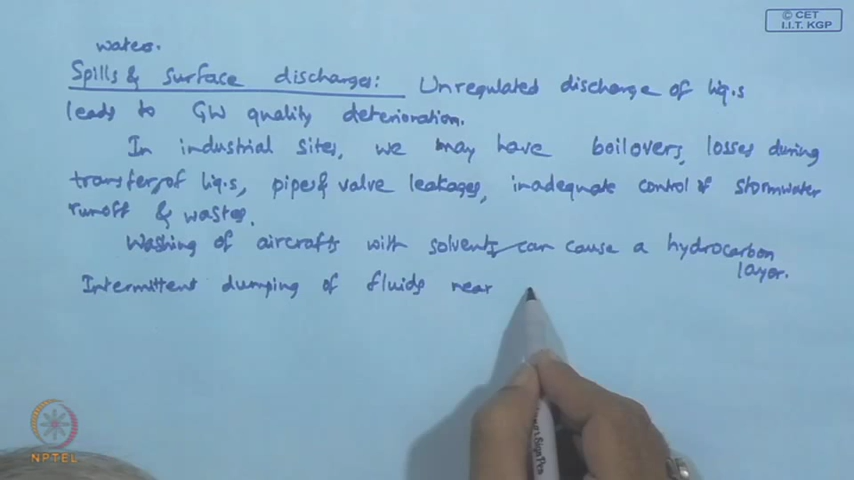 © CET
I.I.T. KGP
waters.
Spills & surface discharges: Unregulated discharge of liq.s
leads to GW quality deterioration.
In industrial sites, we may have boilovers, losses during
transfer of liq.s, pipes & valve leakages, inadequate control of stormwater
runoff & wastes.
Washing of aircrafts with solvents can cause a hydrocarbon
layer.
Intermittent dumping of fluids near
NPTEL